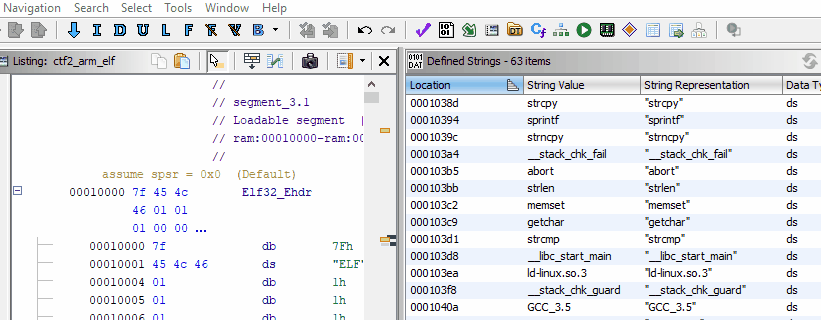 Navigation Search Select Tools Window Help
I D U L F V B
Listing: ctf2_arm_elf
//
// segment_3.1
// Loadable segment
// ram:00010000-ram:00
//
assume spsr = 0x0 (Default)
00010000 7f 45 4c Elf32_Ehdr
46 01 01
01 00 00 ...
00010000 7f db 7Fh
00010001 45 4c 46 ds "ELF"
00010004 01 db 1h
00010005 01 db 1h
00010006 01 db 1h
0101
DAT
Defined Strings - 63 items
Location String Value String Representation Data Ty
0001038d strcpy "strcpy" ds
00010394 sprintf "sprintf" ds
0001039c strncpy "strncpy" ds
000103a4 __stack_chk_fail "__stack_chk_fail" ds
000103b5 abort "abort" ds
000103bb strlen "strlen" ds
000103c2 memset "memset" ds
000103c9 getchar "getchar" ds
000103d1 strcmp "strcmp" ds
000103d8 __libc_start_main "__libc_start_main" ds
000103ea ld-linux.so.3 "ld-linux.so.3" ds
000103f8 __stack_chk_guard "__stack_chk_guard" ds
0001040a GCC_3.5 "GCC_3.5" ds